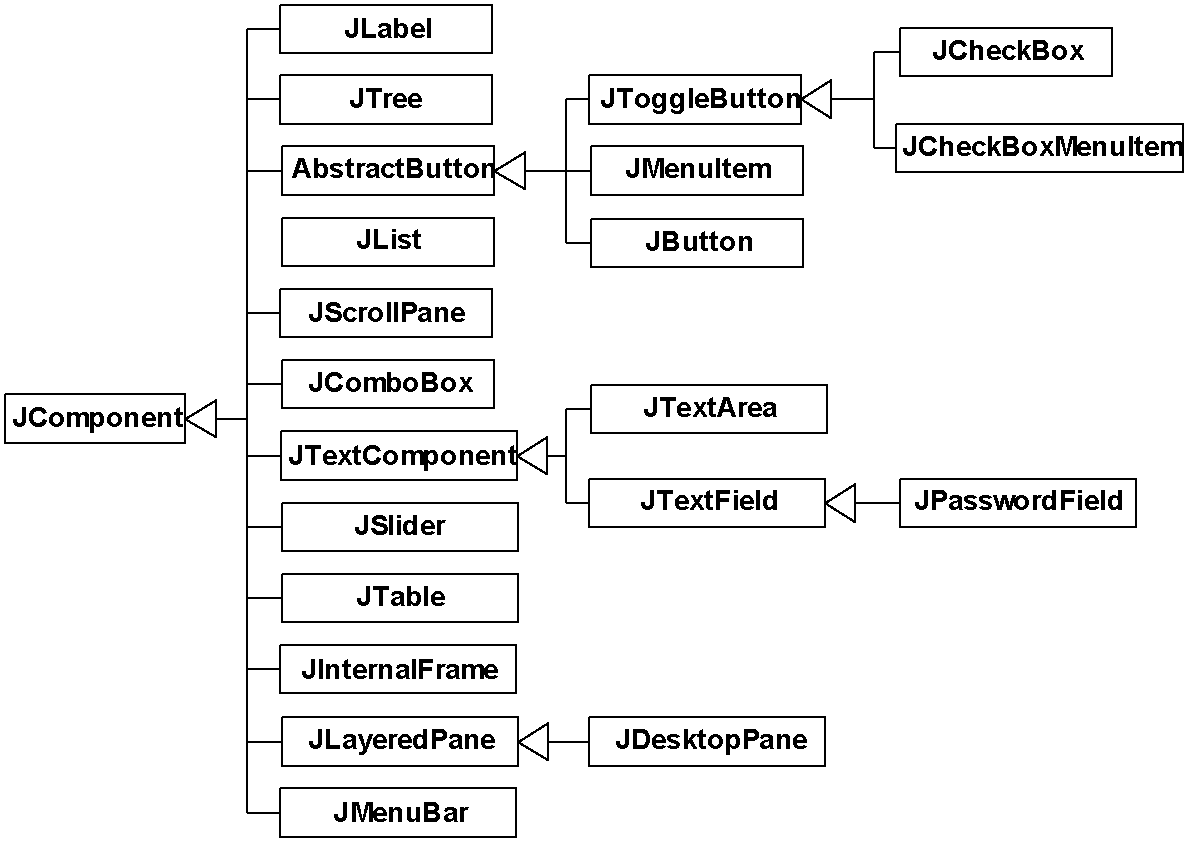 JLabel
JCheckBox
JTree
JToggleButton
JCheckBoxMenuItem
AbstractButton
JMenuItem
JList
JButton
JScrollPane
JComboBox
JComponent
JTextArea
JTextComponent
JTextField
JPasswordField
JSlider
JTable
JInternalFrame
JLayeredPane
JDesktopPane
JMenuBar